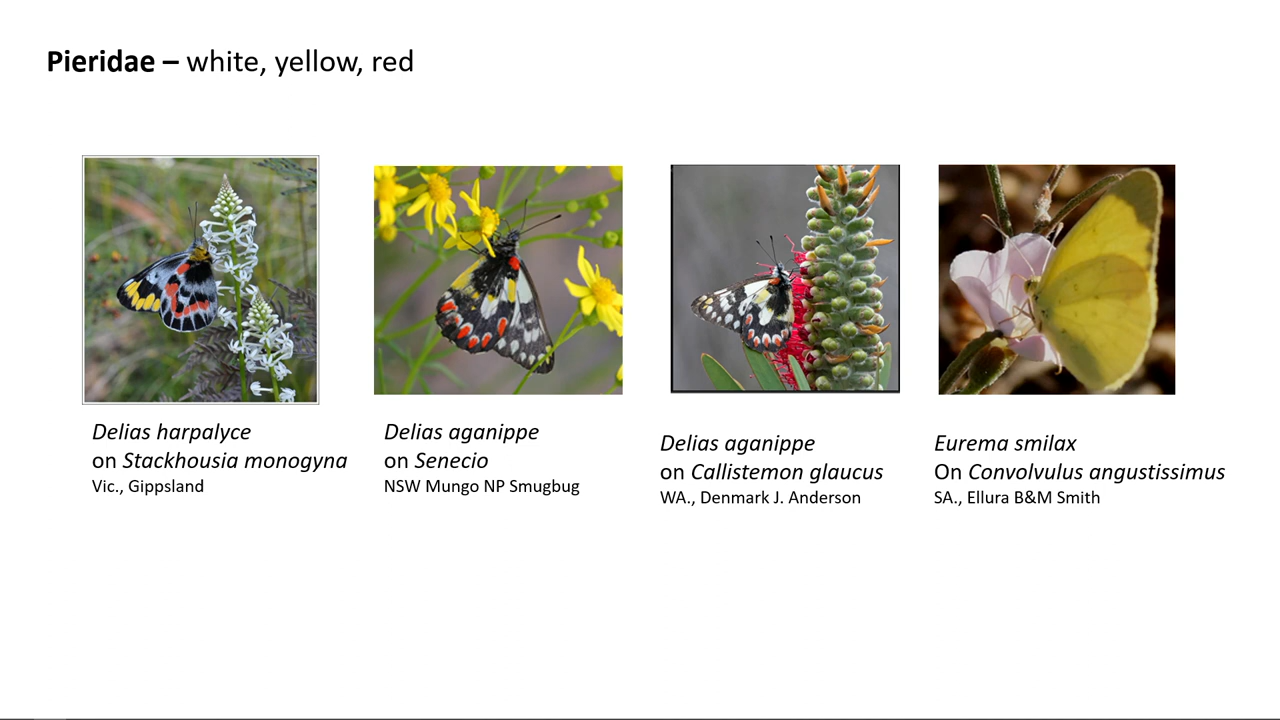 Pieridae – white, yellow, red
Delias harpalyce
on Stackhousia monogyna
Vic., Gippsland
Delias aganippe
on Senecio
NSW Mungo NP Smugbug
Delias aganippe
on Callistemon glaucus
WA., Denmark J. Anderson
Eurema smilax
On Convolvulus angustissimus
SA., Ellura B&M Smith